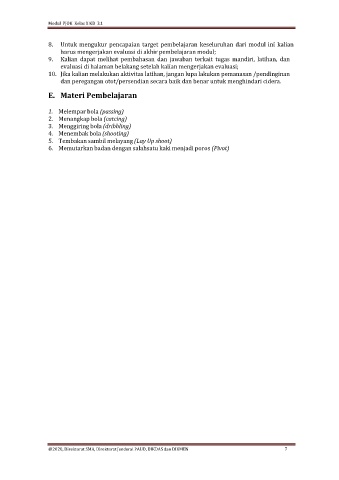 Modul PJOK Kelas X KD 3.1
8. Untuk mengukur pencapaian target pembelajaran keseluruhan dari modul ini kalian
harus mengerjakan evaluasi di akhir pembelajaran modul;
9. Kalian dapat melihat pembahasan dan jawaban terkait tugas mandiri, latihan, dan
evaluasi di halaman belakang setelah kalian mengerjakan evaluasi;
10. Jika kalian melakukan aktivitas latihan, jangan lupa lakukan pemanasan /pendinginan
dan peregangan otot/persendian secara baik dan benar untuk menghindari cidera.
E. Materi Pembelajaran
1. Melempar bola (passing)
2. Menangkap bola (catcing)
3. Menggiring bola (dribbling)
4. Menembak bola (shooting)
5. Tembakan sambil melayang (Lay Up shoot)
6. Memutarkan badan dengan salahsatu kaki menjadi poros (Pivot)
@2020, Direktorat SMA, Direktorat Jenderal PAUD, DIKDAS dan DIKMEN 7